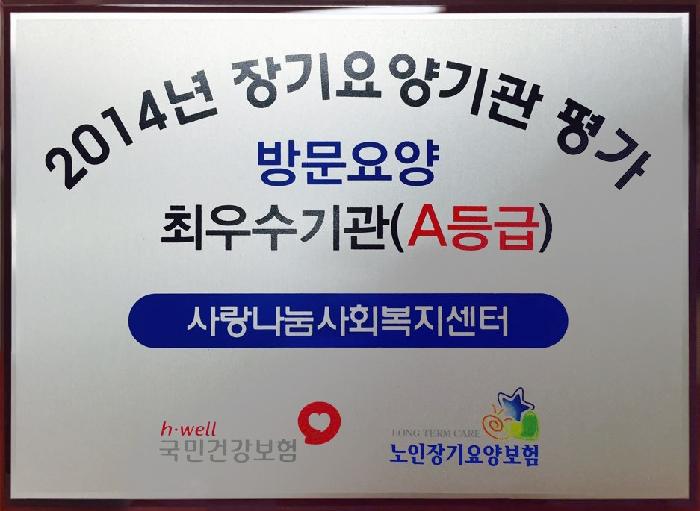 2014년 장기요양기관 평가
방문요양
최우수기관(A등급)
사랑나눔사회복지센터
h·well
국민건강보험
LONG TERM CARE
노인장기요양보험